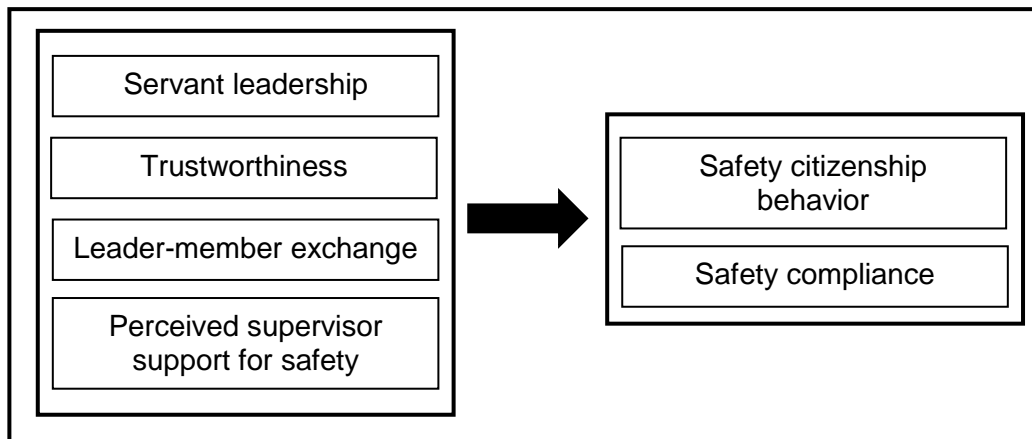 Servant leadership
Trustworthiness
Leader-member exchange
Perceived supervisor
support for safety
Safety citizenship
behavior
Safety compliance